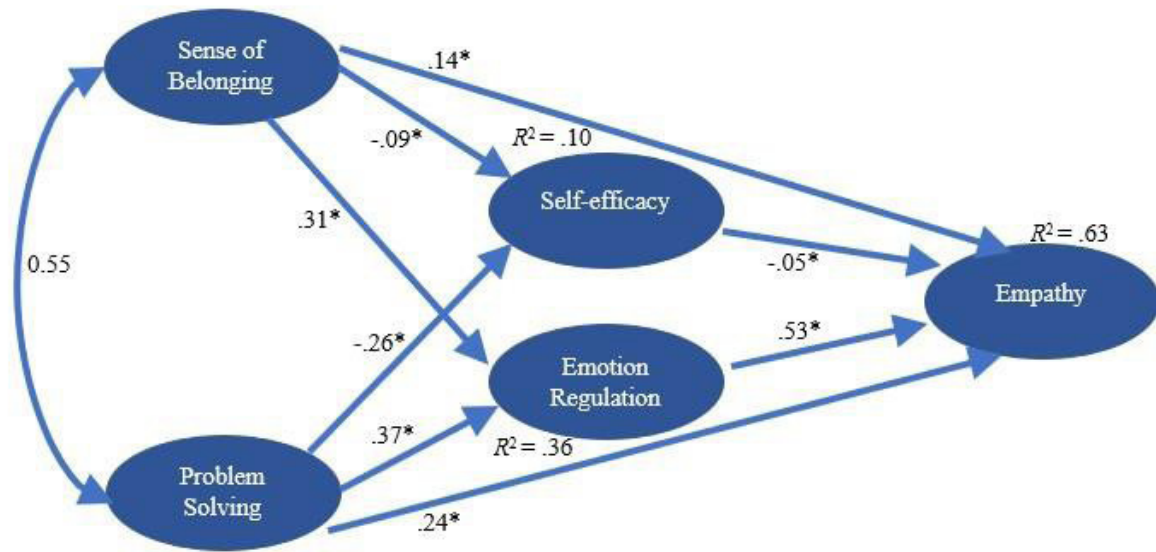 Sense of
Belonging
.14*
-.09*
R² = .10
Self-efficacy
.31*
R² = .63
0.55
-.05*
Empathy
-.26*
.53*
Emotion
Regulation
.37*
R² = .36
Problem
Solving
.24*